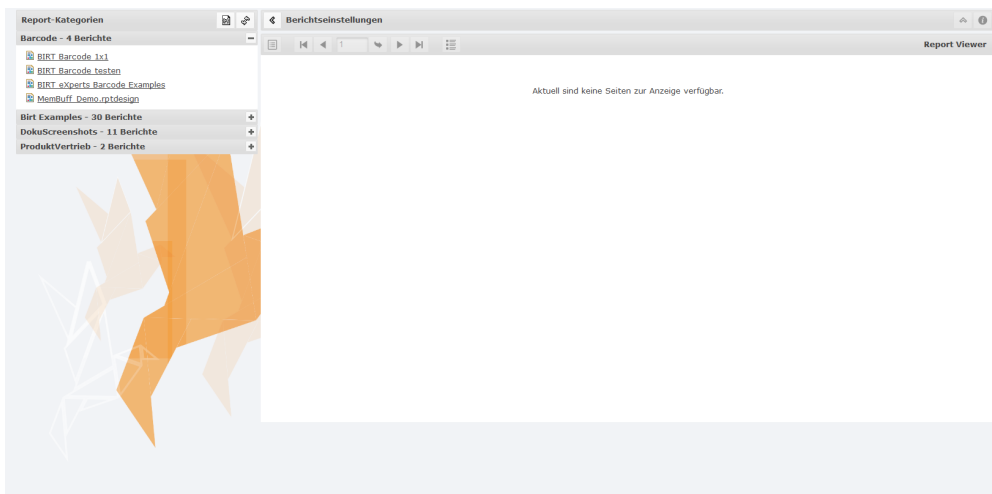 Report-Kategorien
Barcode - 4 Berichte
BIRT Barcode 1x1
BIRT Barcode testen
BIRT eXperts Barcode Examples
MemBuff_Demo.rptdesign
Birt Examples - 30 Berichte
DokuScreenshots - 11 Berichte
ProduktVertrieb - 2 Berichte
Berichtseinstellungen
1
Report Viewer
Aktuell sind keine Seiten zur Anzeige verfügbar.